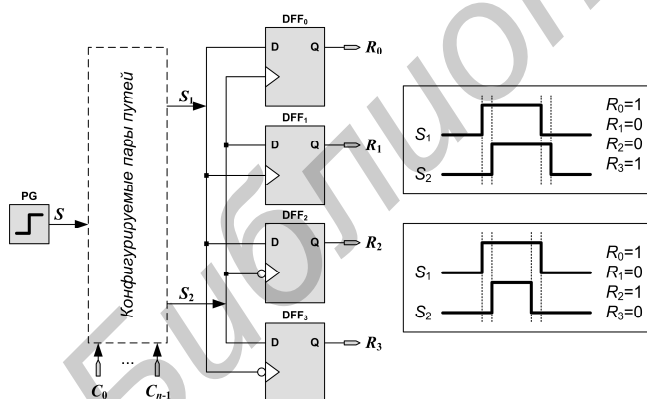 DFF0
D Q R0
DFF1
D Q R1
DFF2
D Q R2
DFF3
D Q R3
PG
S
Конфигурируемые пары путей
S1
S2
C0 ... Cn-1
S1
S2
R0=1
R1=0
R2=0
R3=1
S1
S2
R0=1
R1=0
R2=1
R3=0
Библиот